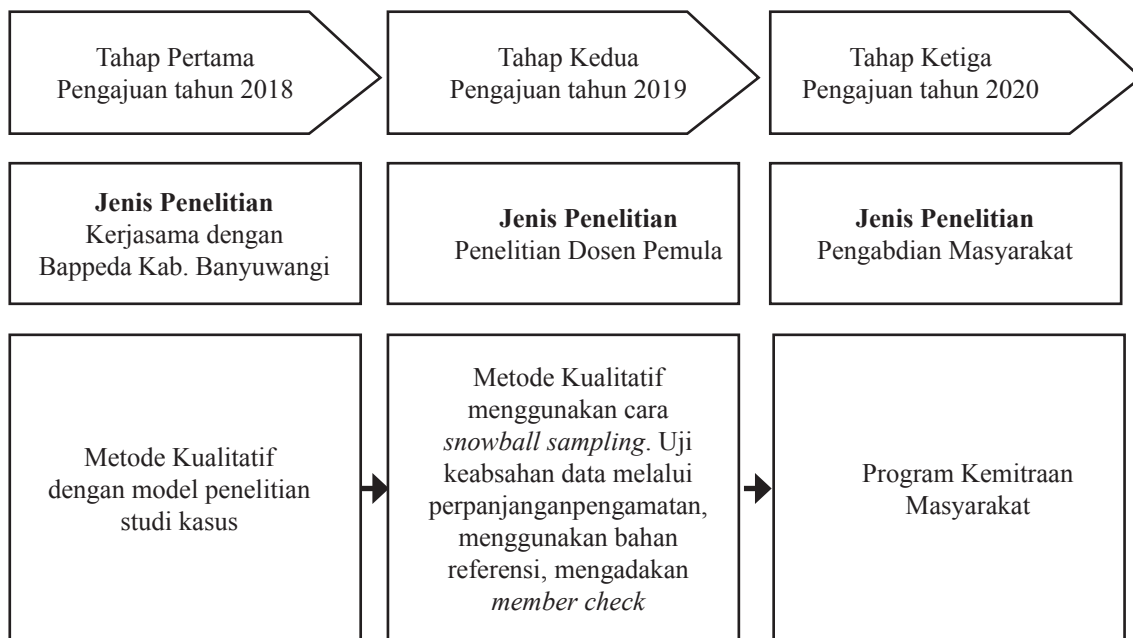 Tahap Pertama
Pengajuan tahun 2018
Tahap Kedua
Pengajuan tahun 2019
Tahap Ketiga
Pengajuan tahun 2020
Jenis Penelitian
Kerjasama dengan
Bappeda Kab. Banyuwangi
Jenis Penelitian
Penelitian Dosen Pemula
Jenis Penelitian
Pengabdian Masyarakat
Metode Kualitatif
dengan model penelitian
studi kasus
Metode Kualitatif
menggunakan cara
snowball sampling. Uji
keabsahan data melalui
perpanjanganpengamatan,
menggunakan bahan
referensi, mengadakan
member check
Program Kemitraan
Masyarakat